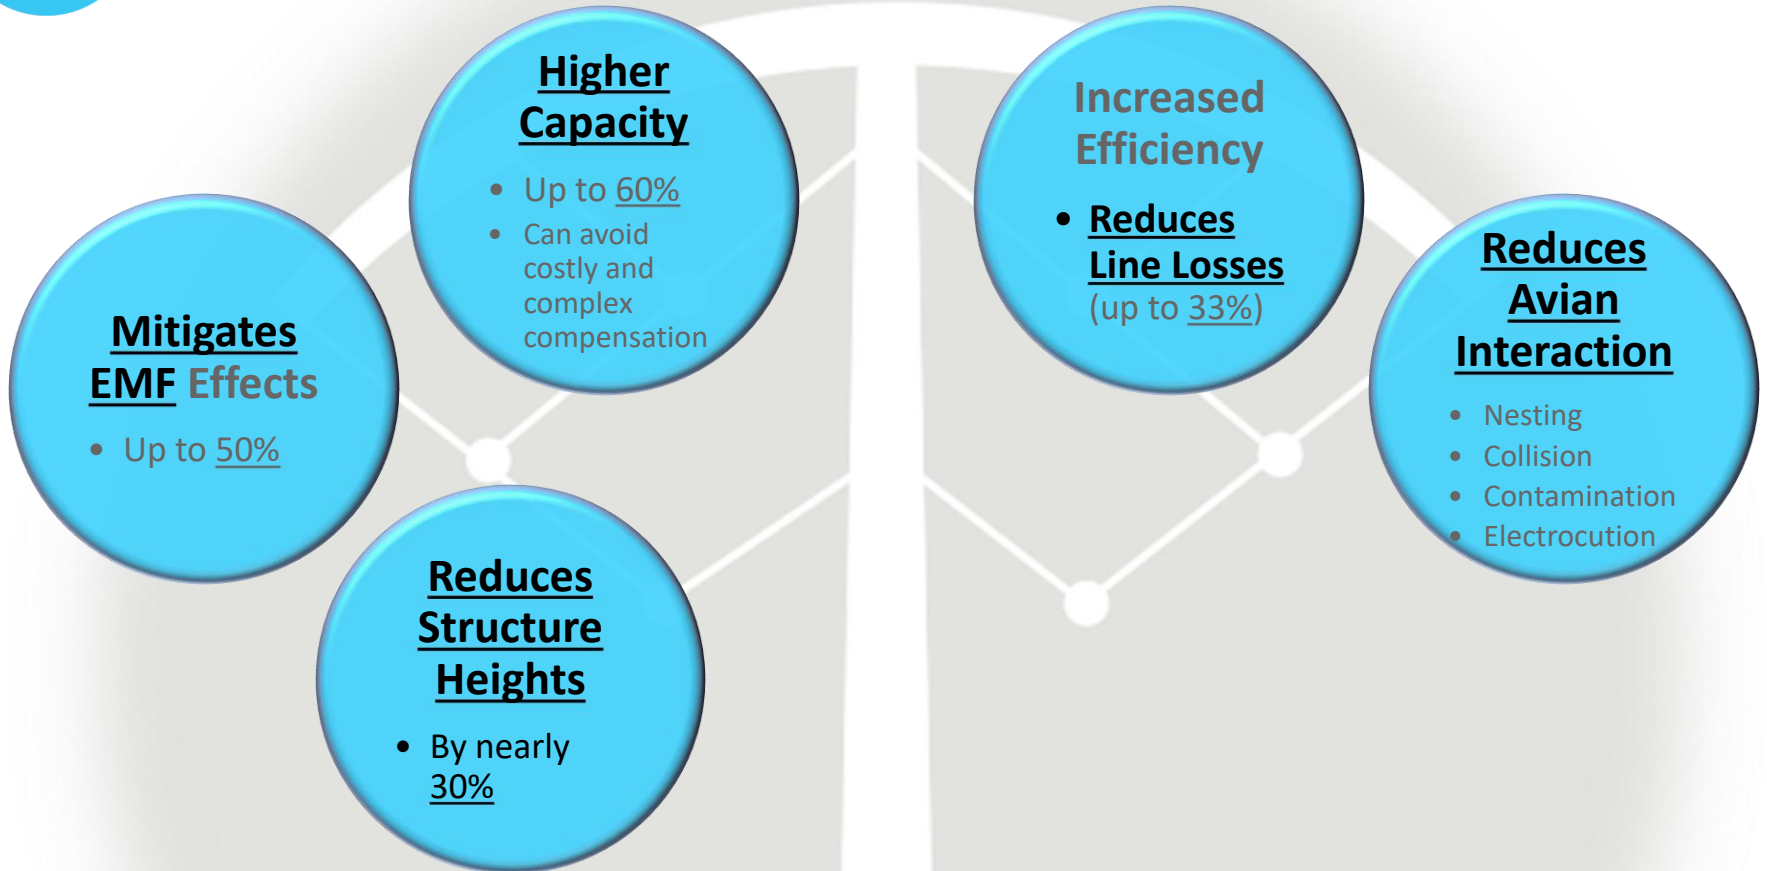 Mitigates
EMF Effects
• Up to 50%
Higher
Capacity
• Up to 60%
• Can avoid
costly and
complex
compensation
Reduces
Structure
Heights
• By nearly
30%
Increased
Efficiency
• Reduces
Line Losses
(up to 33%)
Reduces
Avian
Interaction
• Nesting
• Collision
• Contamination
• Electrocution